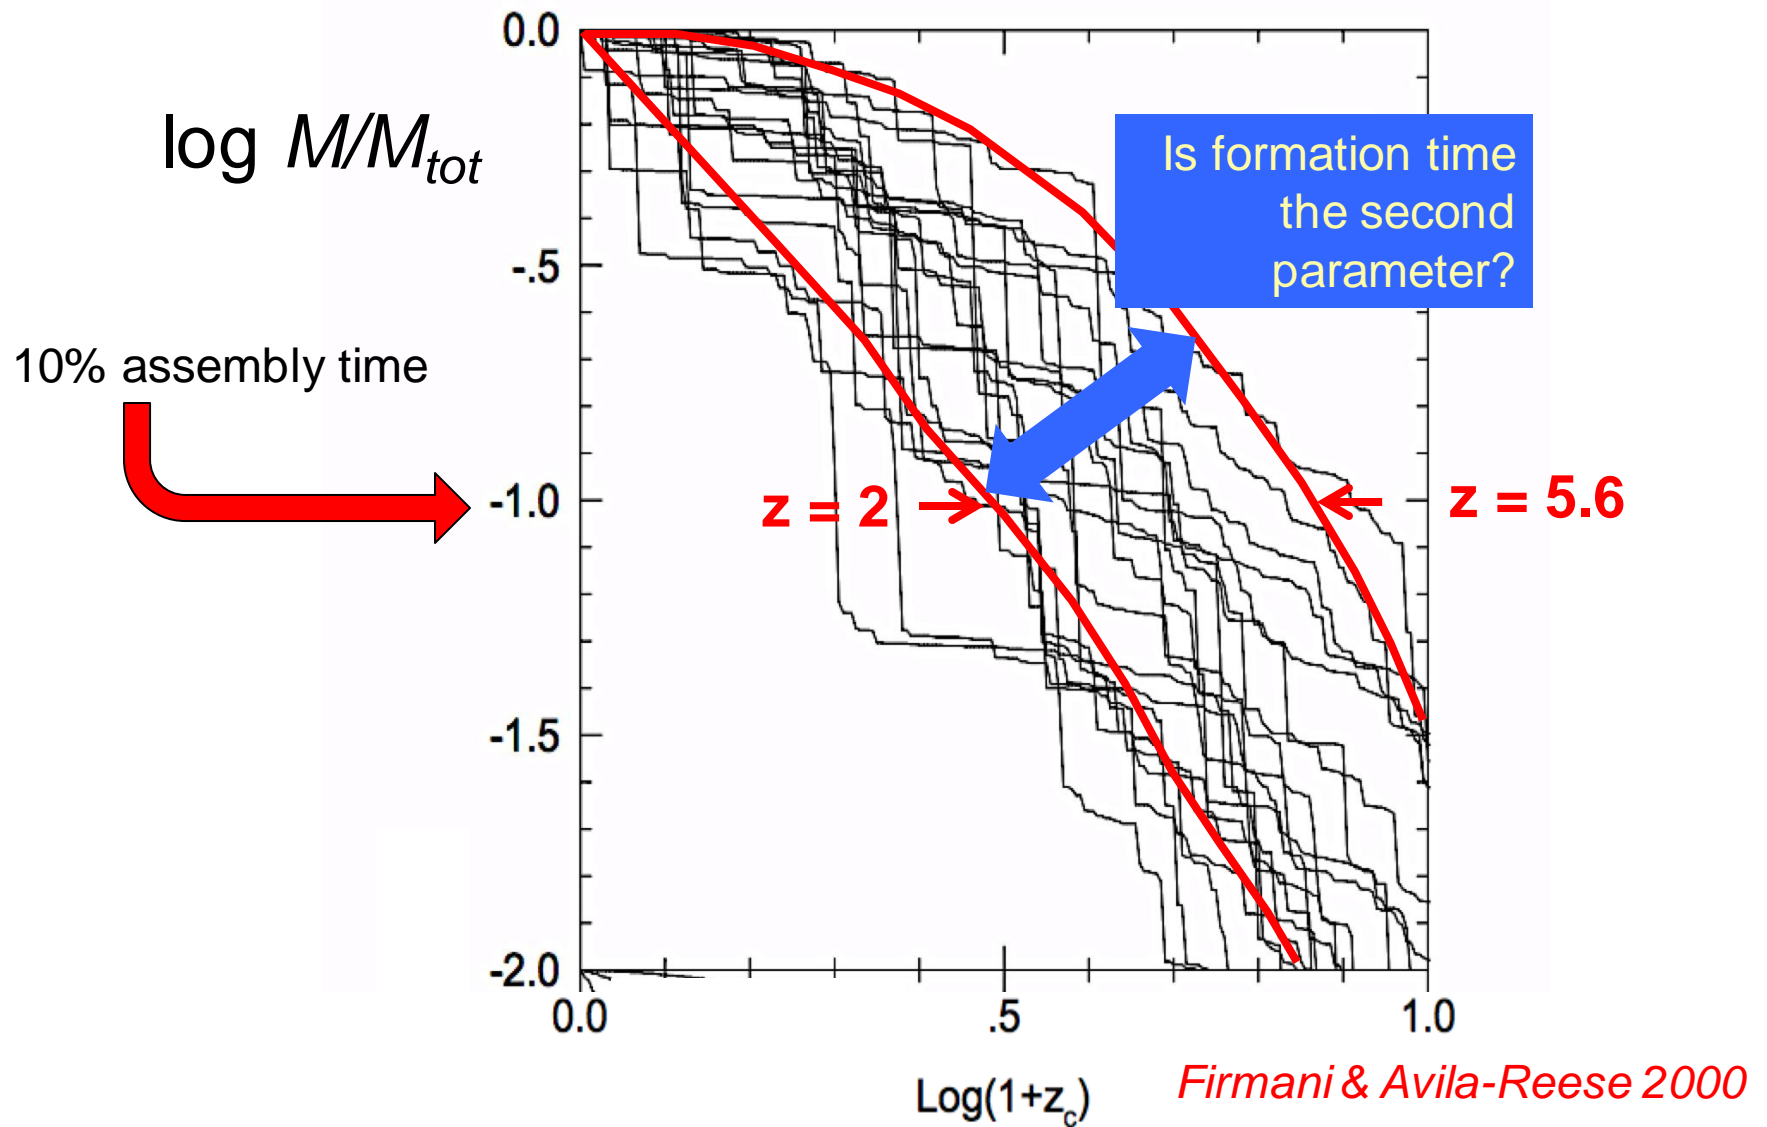 0.0
log M/Mtot
Is formation time
the second
parameter?
-.5
10% assembly time
-1.0
z = 2
z = 5.6
-1.5
-2.0
0.0
.5
1.0
Log(1+zc)
Firmani & Avila-Reese 2000